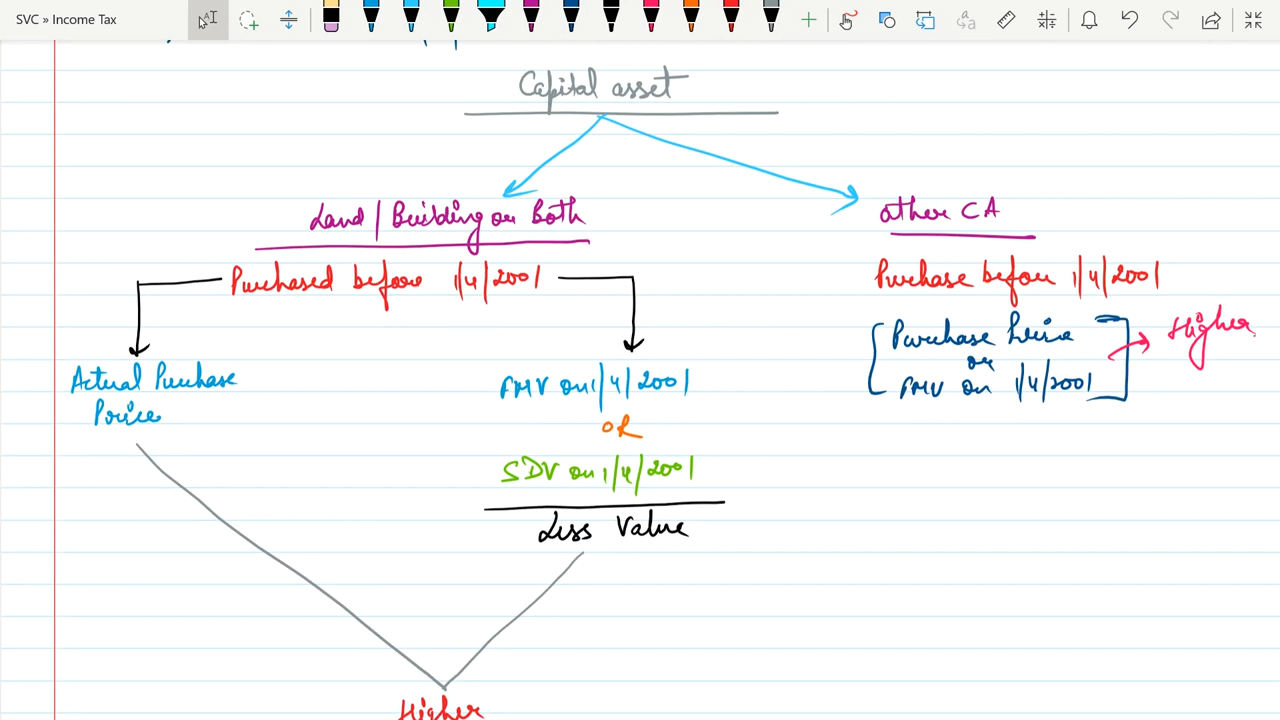 SVC » Income Tax
Capital asset
Land / Building or Both
other CA
Purchased before 1/4/2001
Purchase before 1/4/2001
Purchase Price
or
FMV on 1/4/2001
Higher
Actual Purchase
Price
FMV on 1/4/2001
OR
SDV on 1/4/2001
Less Value
Higher